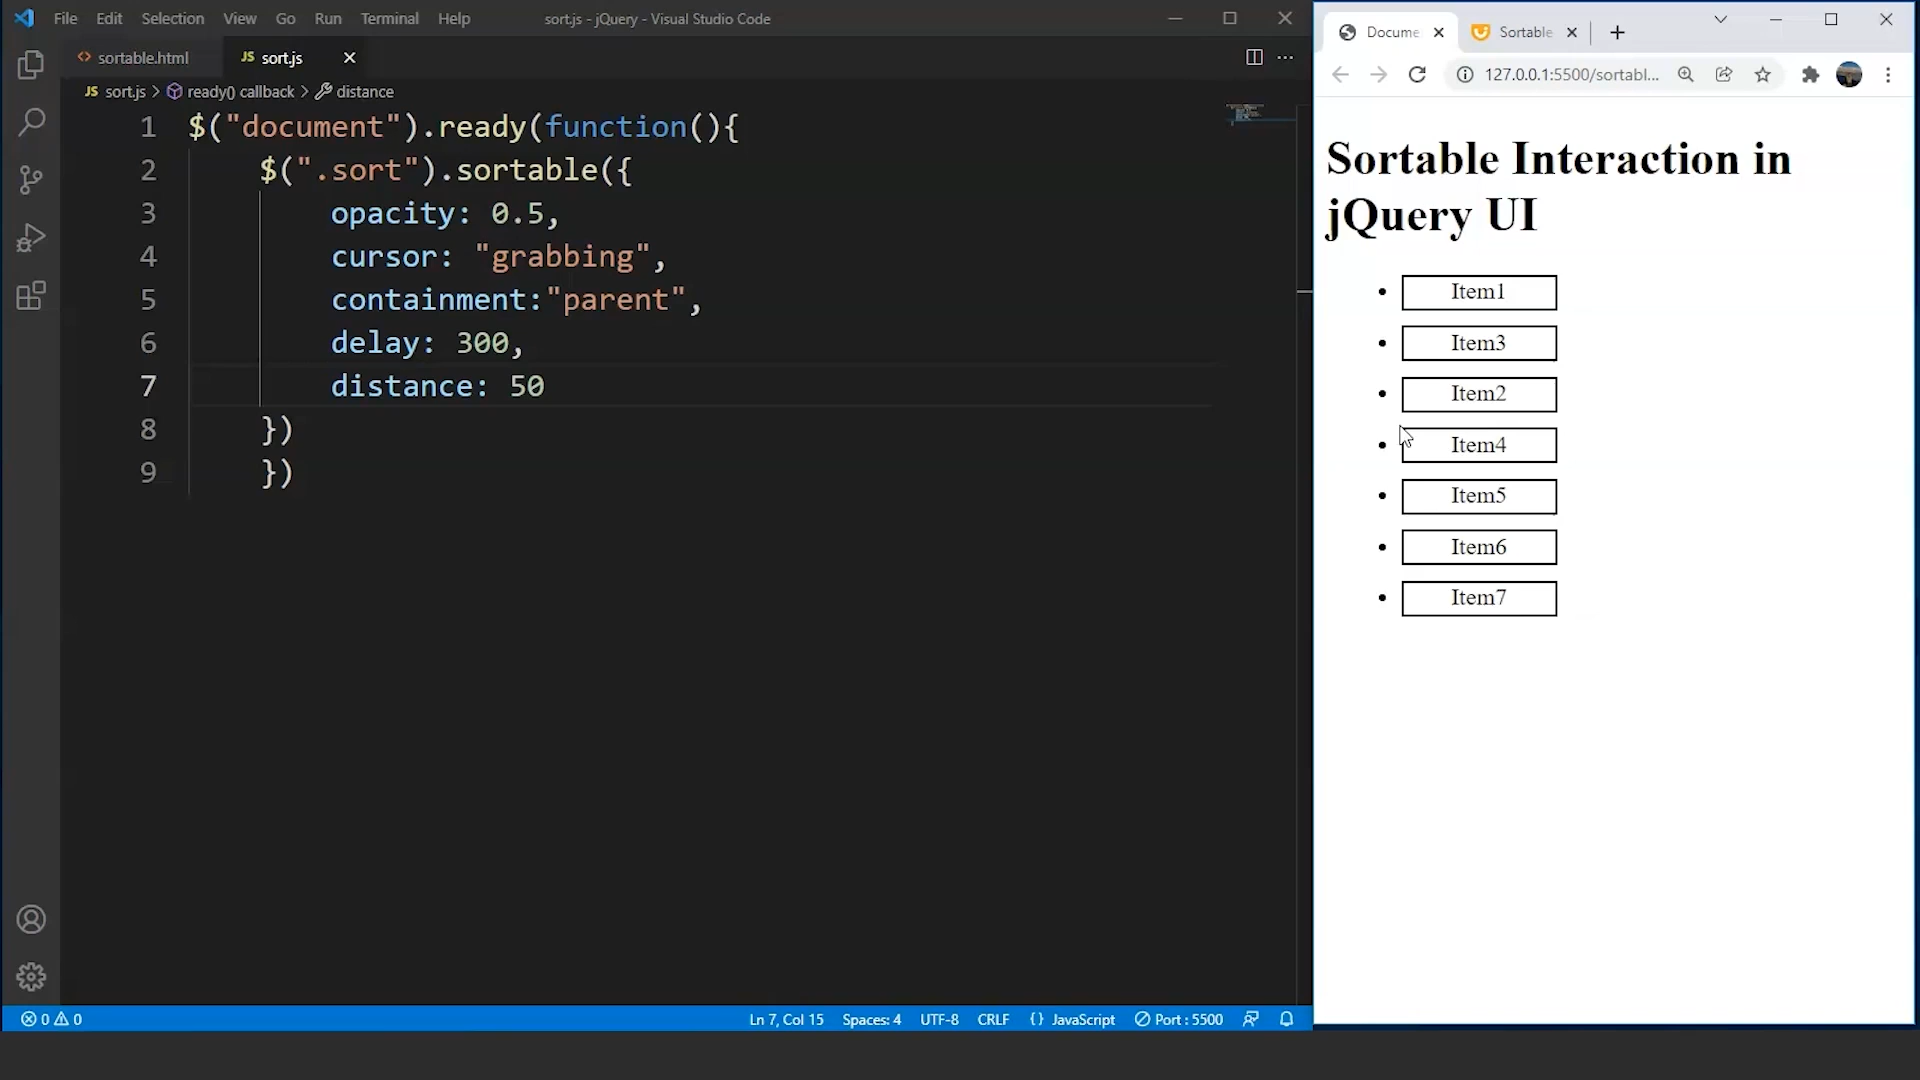 File Edit Selection View Go Run Terminal Help sort.js - jQuery - Visual Studio Code
sortable.html JS sort.js
JS sort.js > ready() callback > distance
1 $("document").ready(function(){
2 $(".sort").sortable({
3 opacity: 0.5,
4 cursor: "grabbing",
5 containment:"parent",
6 delay: 300,
7 distance: 50
8 })
9 })
0 0 Ln 7, Col 15 Spaces: 4 UTF-8 CRLF {} JavaScript Port : 5500
Docume Sortable
127.0.0.1:5500/sortabl...
Sortable Interaction in
jQuery UI
• Item1
• Item3
• Item2
• Item4
• Item5
• Item6
• Item7